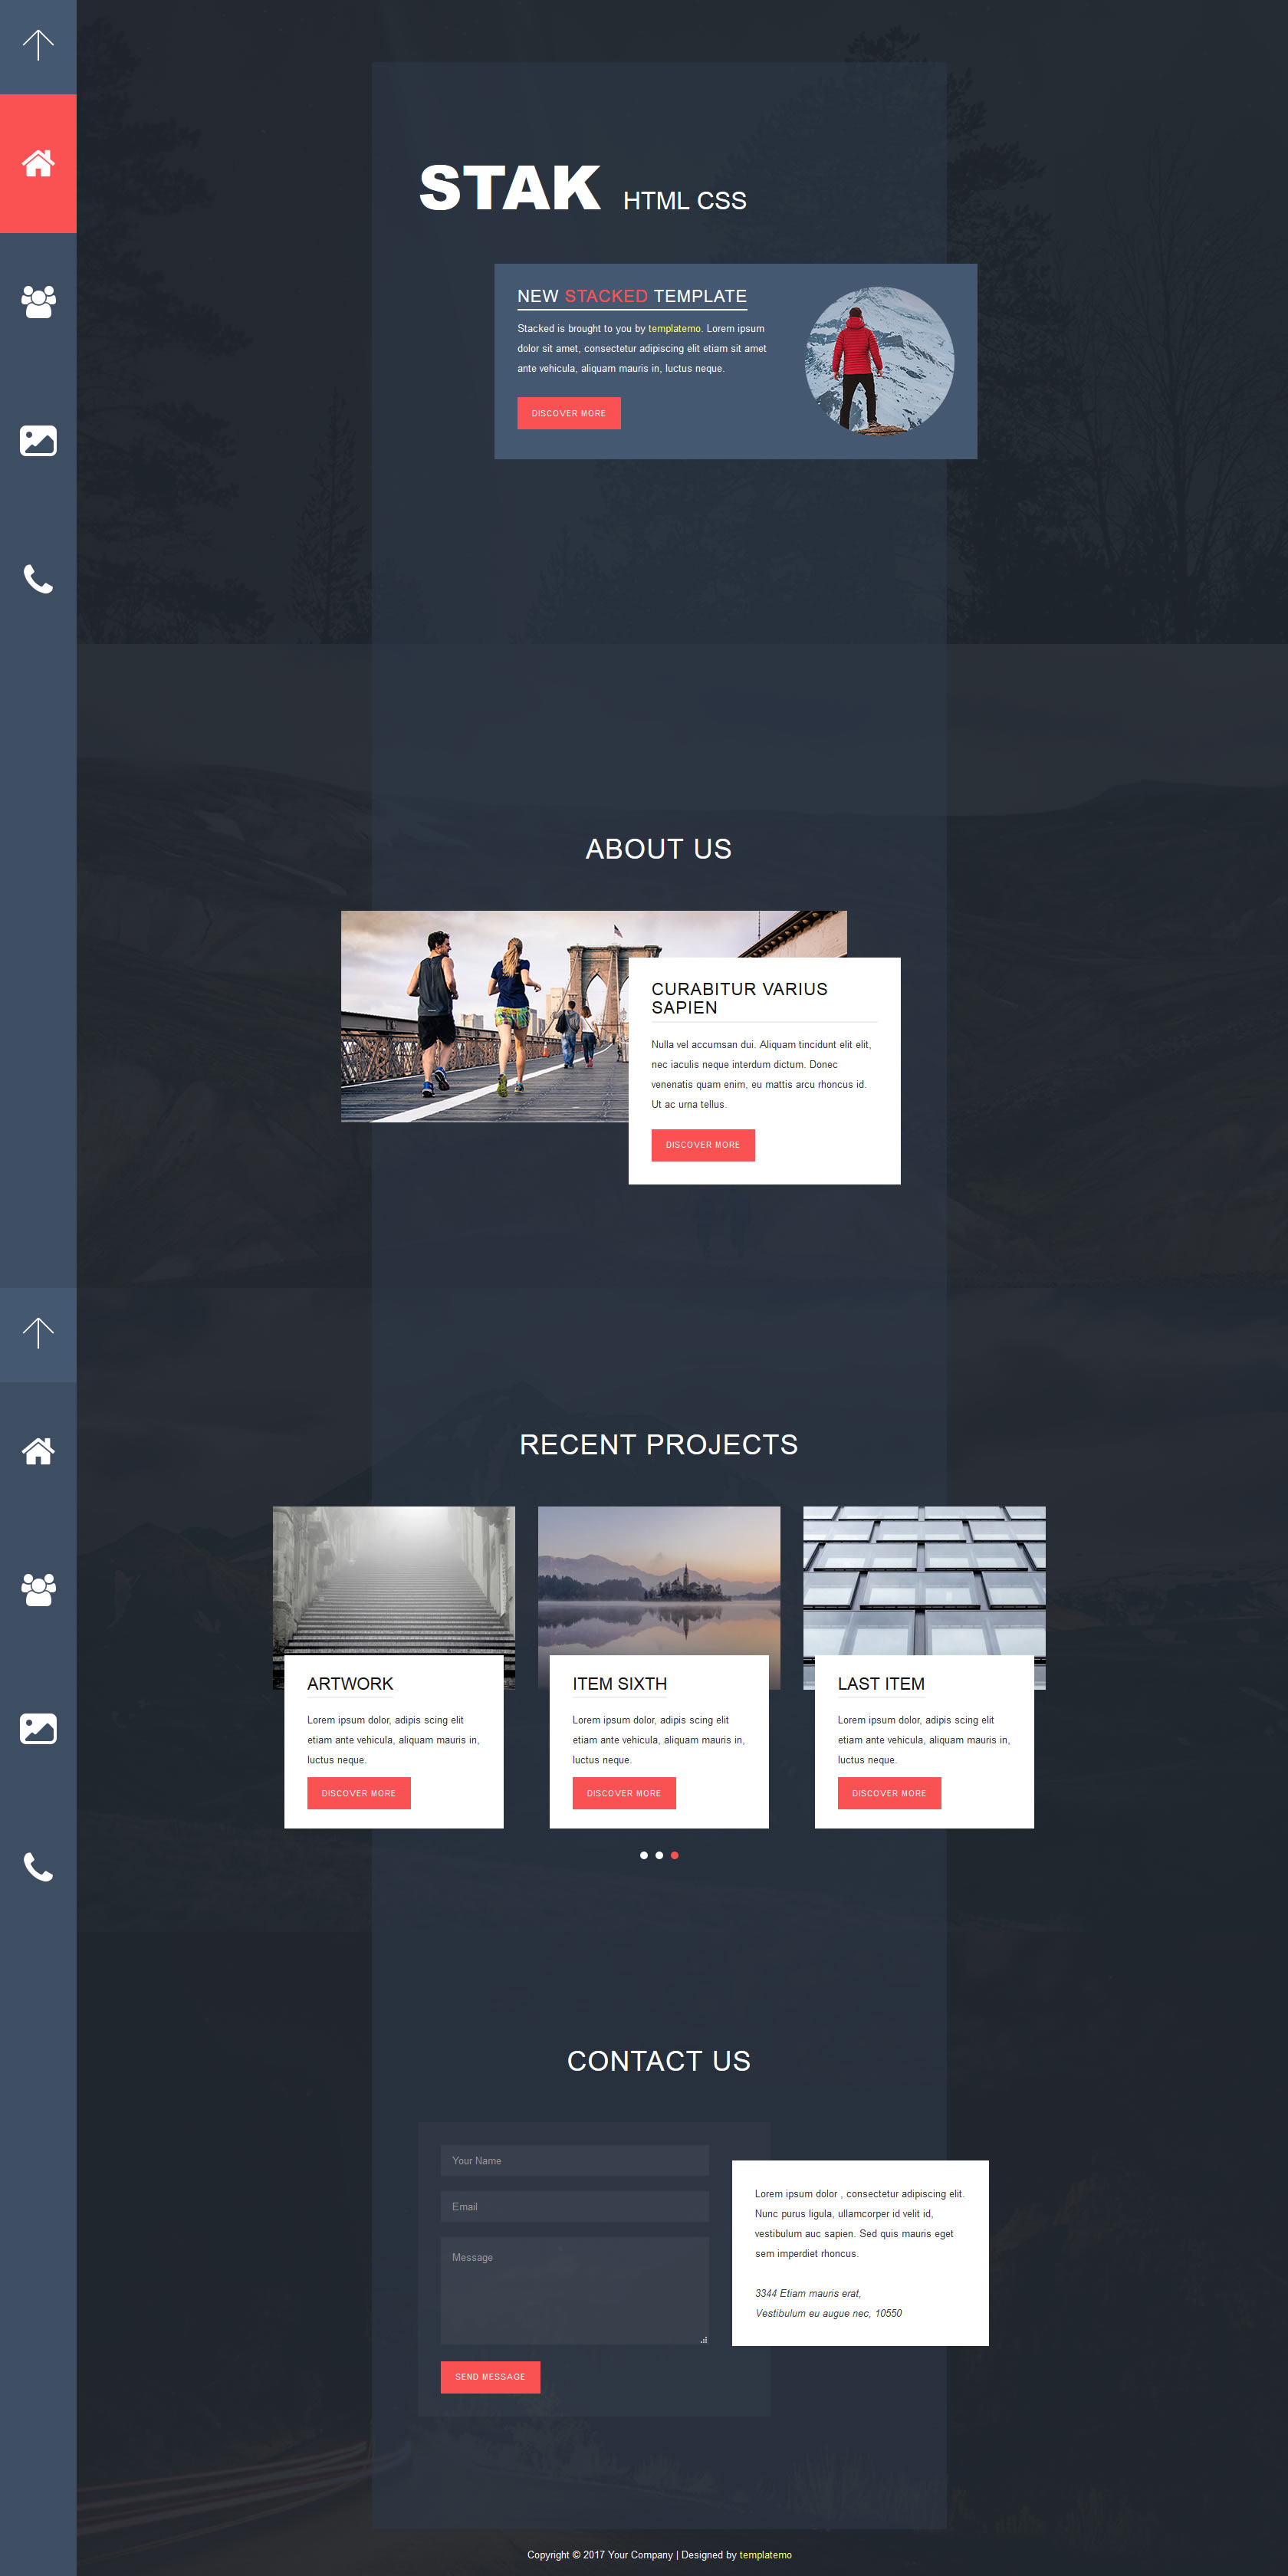 STAK HTML CSS
NEW STACKED TEMPLATE
Stacked is brought to you by templatemo. Lorem ipsum
dolor sit amet, consectetur adipiscing elit etiam sit amet
ante vehicula, aliquam mauris in, luctus neque.
DISCOVER MORE
ABOUT US
CURABITUR VARIUS
SAPIEN
Nulla vel accumsan dui. Aliquam tincidunt elit elit,
nec iaculis neque interdum dictum. Donec
venenatis quam enim, eu mattis arcu rhoncus id.
Ut ac urna tellus.
DISCOVER MORE
RECENT PROJECTS
ARTWORK
Lorem ipsum dolor, adipis scing elit
etiam ante vehicula, aliquam mauris in,
luctus neque.
DISCOVER MORE
ITEM SIXTH
Lorem ipsum dolor, adipis scing elit
etiam ante vehicula, aliquam mauris in,
luctus neque.
DISCOVER MORE
LAST ITEM
Lorem ipsum dolor, adipis scing elit
etiam ante vehicula, aliquam mauris in,
luctus neque.
DISCOVER MORE
CONTACT US
Your Name
Email
Message
SEND MESSAGE
Lorem ipsum dolor , consectetur adipiscing elit.
Nunc purus ligula, ullamcorper id velit id,
vestibulum auc sapien. Sed quis mauris eget
sem imperdiet rhoncus.
3344 Etiam mauris erat,
Vestibulum eu augue nec, 10550
Copyright © 2017 Your Company | Designed by templatemo